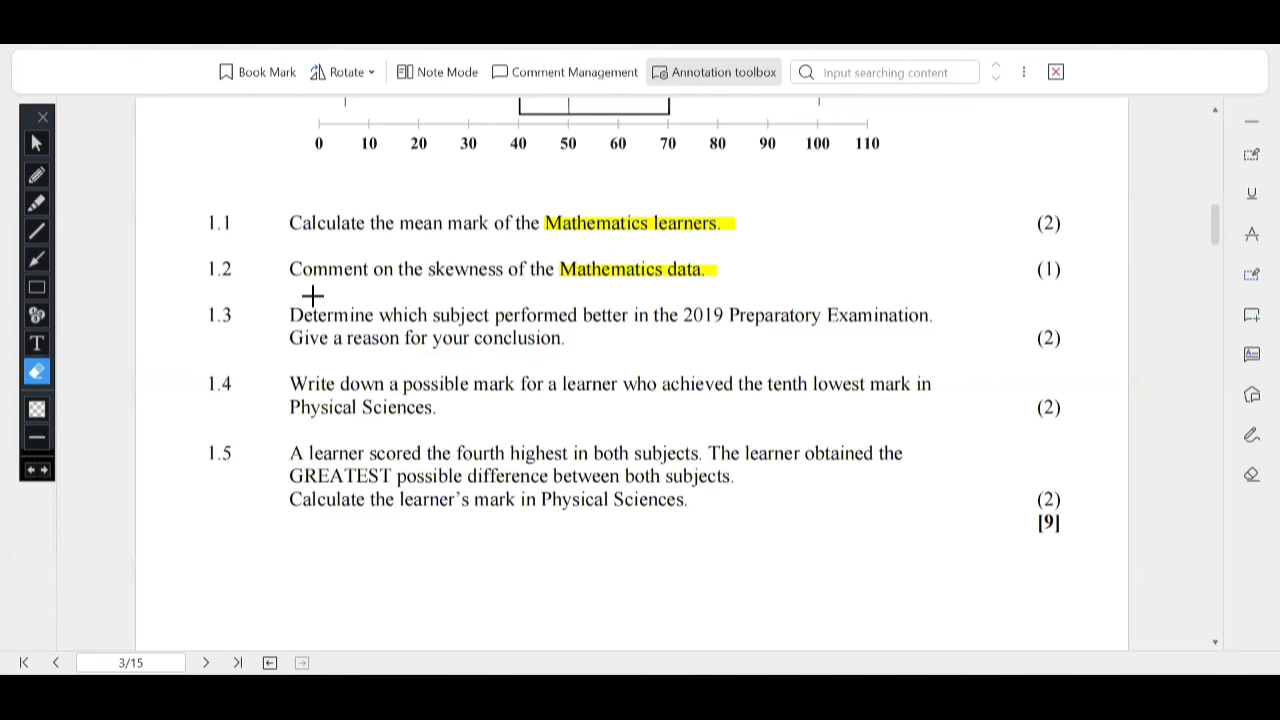 Book Mark Rotate Note Mode Comment Management Annotation toolbox Input searching content
0 10 20 30 40 50 60 70 80 90 100 110
1.1 Calculate the mean mark of the Mathematics learners. (2)
1.2 Comment on the skewness of the Mathematics data. (1)
1.3 Determine which subject performed better in the 2019 Preparatory Examination.
Give a reason for your conclusion. (2)
1.4 Write down a possible mark for a learner who achieved the tenth lowest mark in
Physical Sciences. (2)
1.5 A learner scored the fourth highest in both subjects. The learner obtained the
GREATEST possible difference between both subjects.
Calculate the learner's mark in Physical Sciences. (2)
[9]
3/15